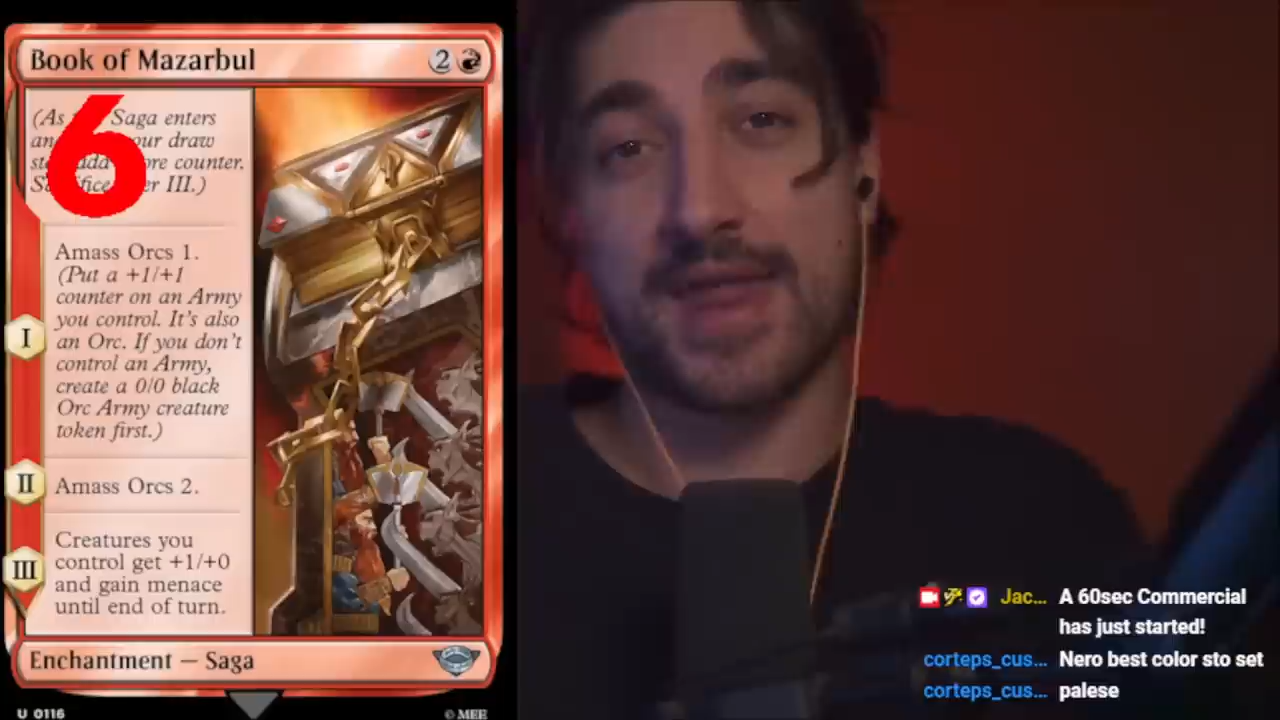 Book of Mazarbul
2
6
(As Saga enters
an our draw
add ore counter.
er III.)
Amass Orcs 1.
(Put a +1/+1
counter on an Army
you control. It's also
an Orc. If you don't
control an Army,
create a 0/0 black
Orc Army creature
token first.)
I
II
Amass Orcs 2.
III
Creatures you
control get +1/+0
and gain menace
until end of turn.
Enchantment — Saga
U 0116
© MEE
Jac... A 60sec Commercial
has just started!
corteps_cus... Nero best color sto set
corteps_cus... palese